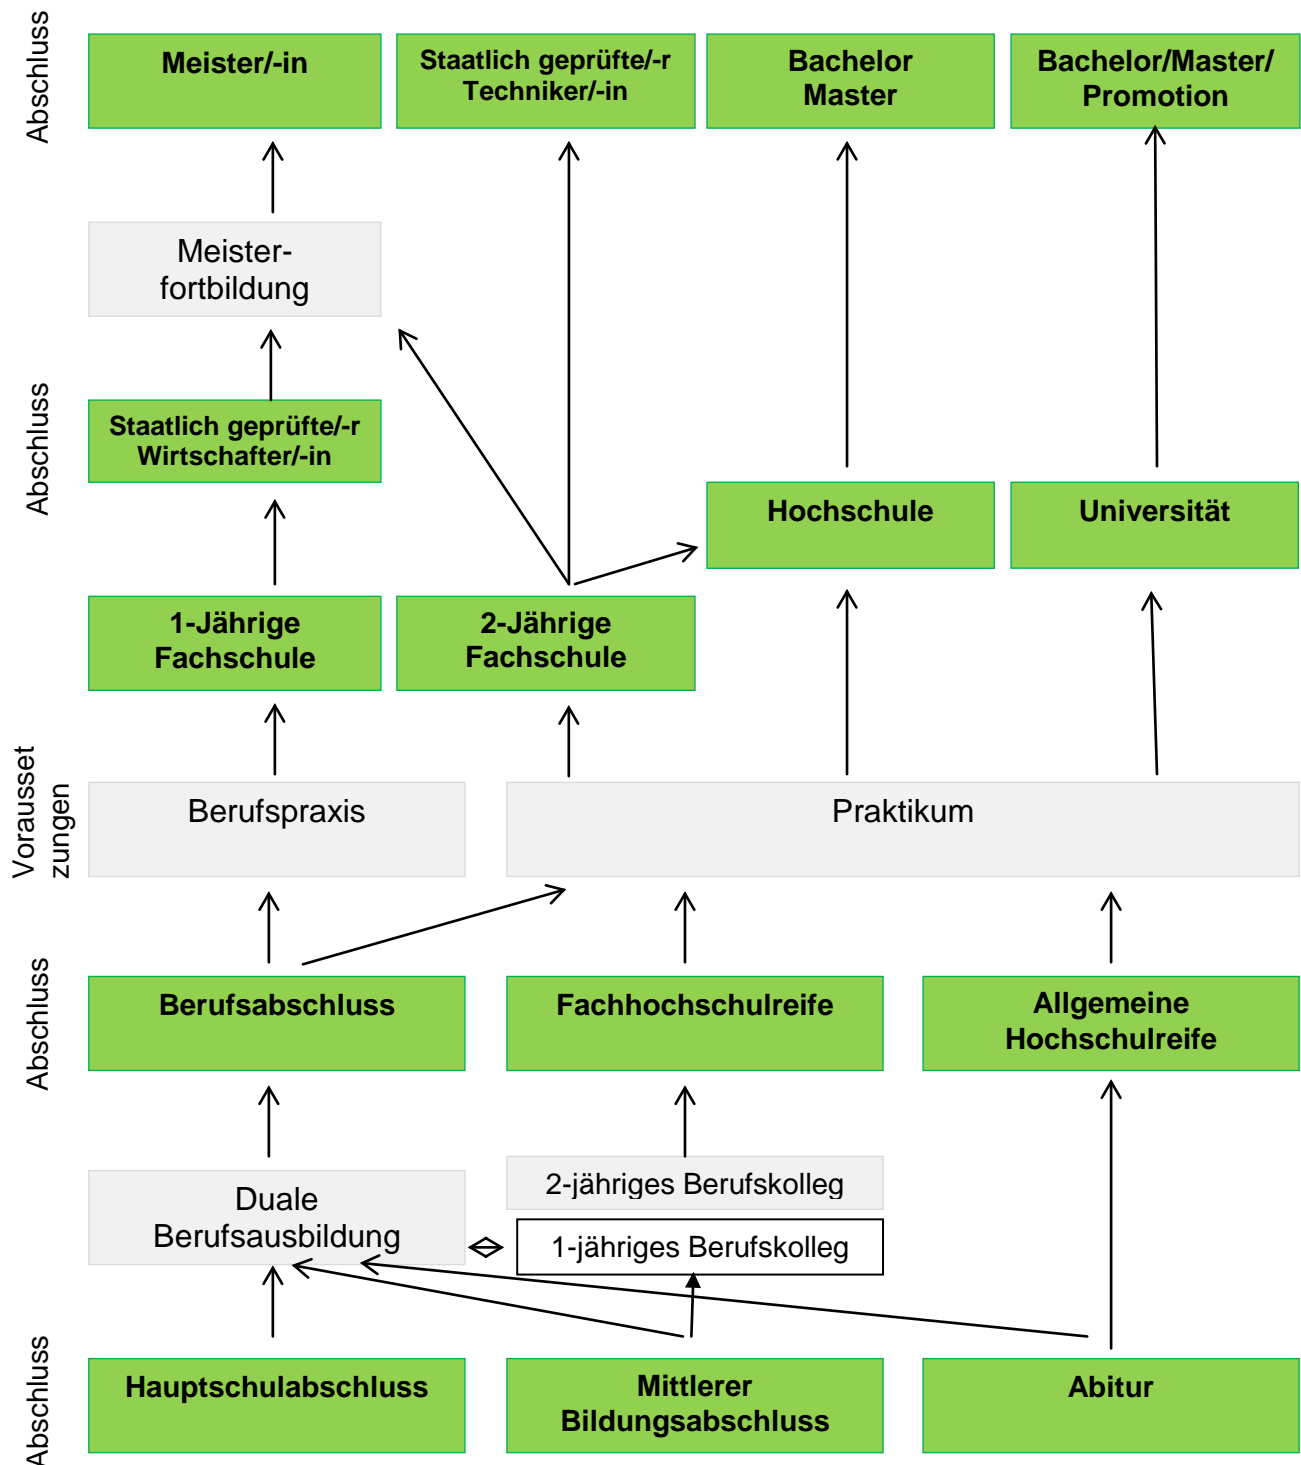 Abschluss
Meister/-in
Staatlich geprüfte/-r
Techniker/-in
Bachelor
Master
Bachelor/Master/
Promotion
Meister-
fortbildung
Abschluss
Staatlich geprüfte/-r
Wirtschafter/-in
Hochschule
Universität
1-Jährige
Fachschule
2-Jährige
Fachschule
Vorausset
zungen
Berufspraxis
Praktikum
Abschluss
Berufsabschluss
Fachhochschulreife
Allgemeine
Hochschulreife
Duale
Berufsausbildung
2-jähriges Berufskolleg
1-jähriges Berufskolleg
Abschluss
Hauptschulabschluss
Mittlerer
Bildungsabschluss
Abitur